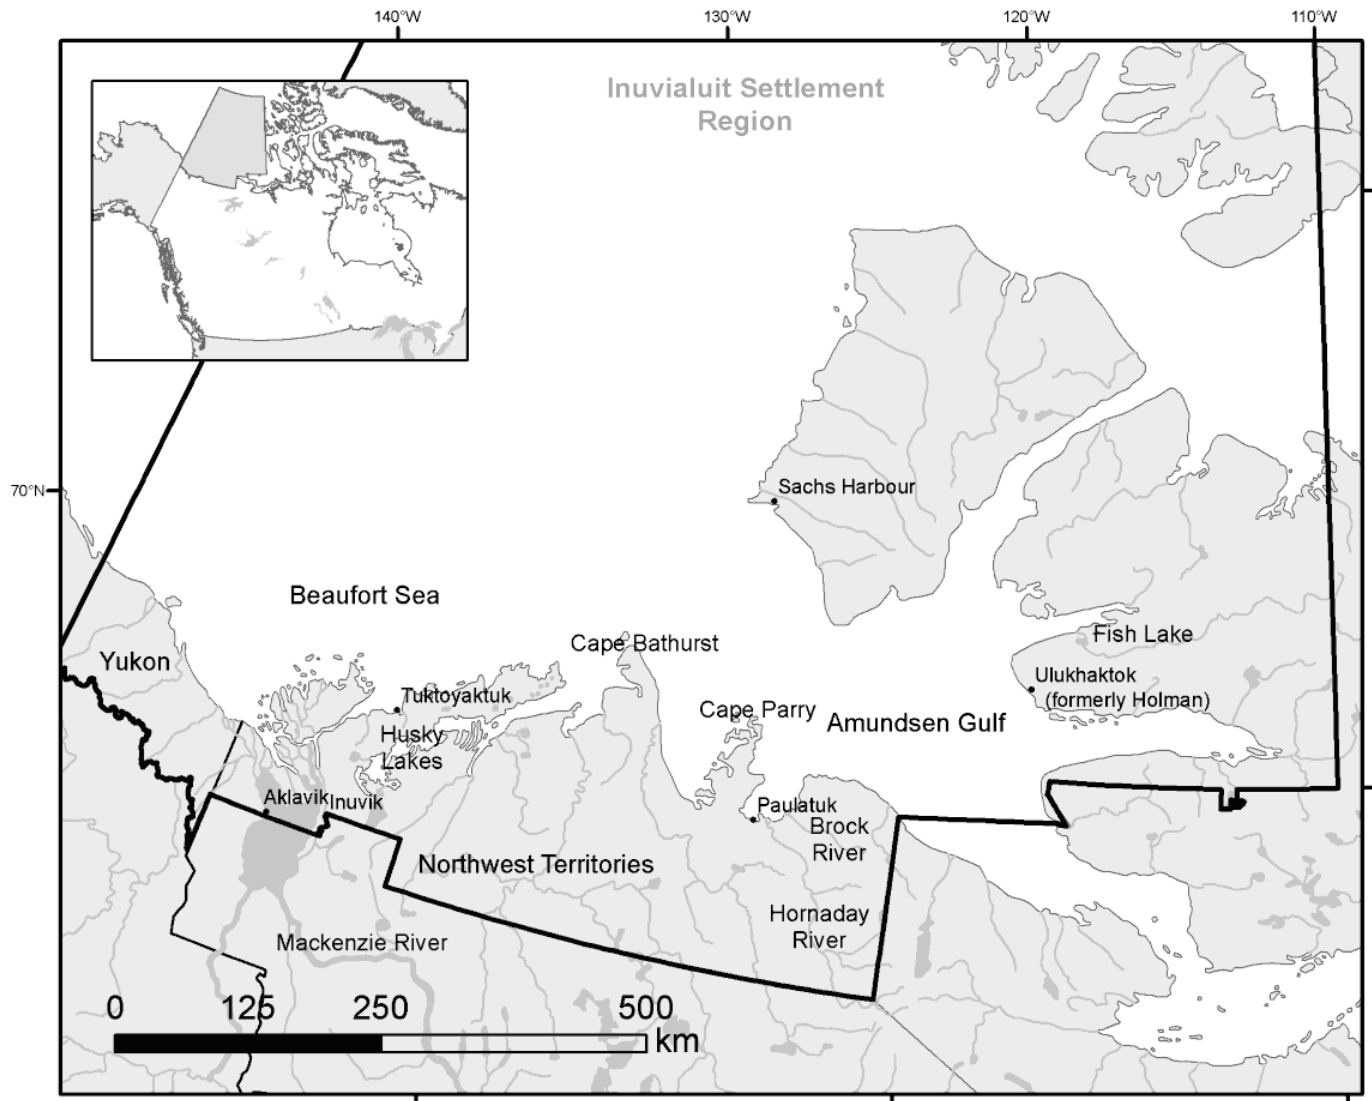 140°W
130°W
120°W
110°W
Inuvialuit Settlement
Region
70°N
Sachs Harbour
Beaufort Sea
Cape Bathurst
Fish Lake
Yukon
Ulukhaktok
(formerly Holman)
Tuktoyaktuk
Cape Parry
Amundsen Gulf
Husky
Lakes
Aklavik
Inuvik
Paulatuk
Brock
River
Northwest Territories
Hornaday
River
Mackenzie River
0 125 250 500
km